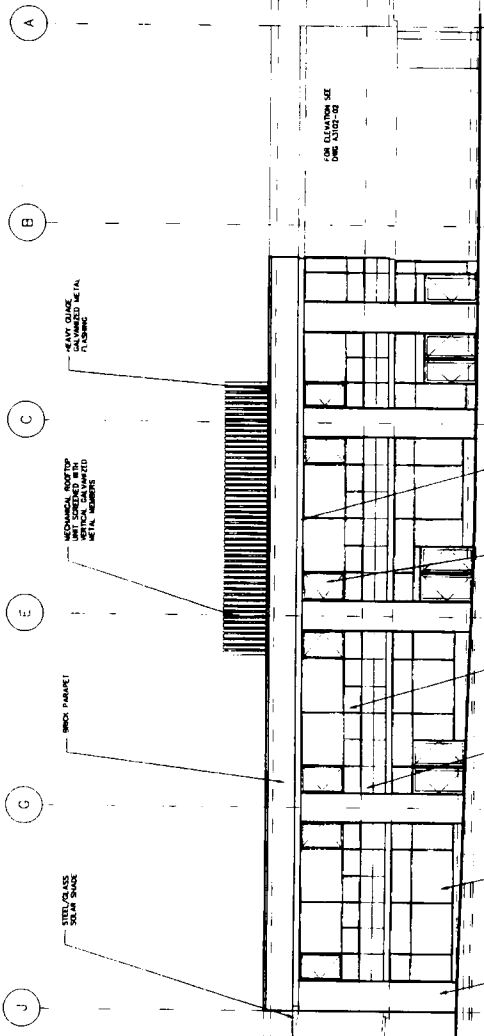 J
G
E
C
B
A
STEEL/GLASS
SOLAR SHADE
BRICK PARAPET
MECHANICAL ROOFTOP
UNIT SCREENED WITH
VERTICAL GALVANIZED
METAL MEMBERS
HEAVY GUAGE
GALVANIZED METAL
FLASHING
FOR ELEVATION SEE
DWG A3102-02